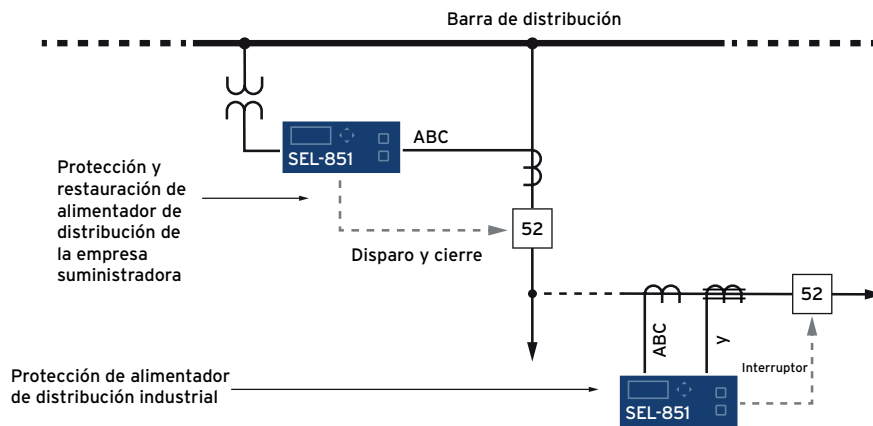 Barra de distribución
SEL-851
ABC
Protección y
restauración de
alimentador de
distribución de
la empresa
suministradora
52
Disparo y cierre
52
ABC
y
Interruptor
Protección de alimentador
de distribución industrial
SEL-851